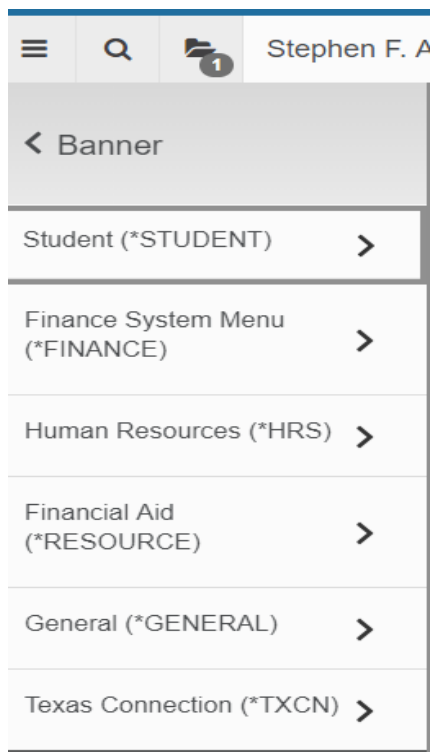 1
Stephen F. A
Banner
Student (*STUDENT)
Finance System Menu
(*FINANCE)
Human Resources (*HRS)
Financial Aid
(*RESOURCE)
General (*GENERAL)
Texas Connection (*TXCN)